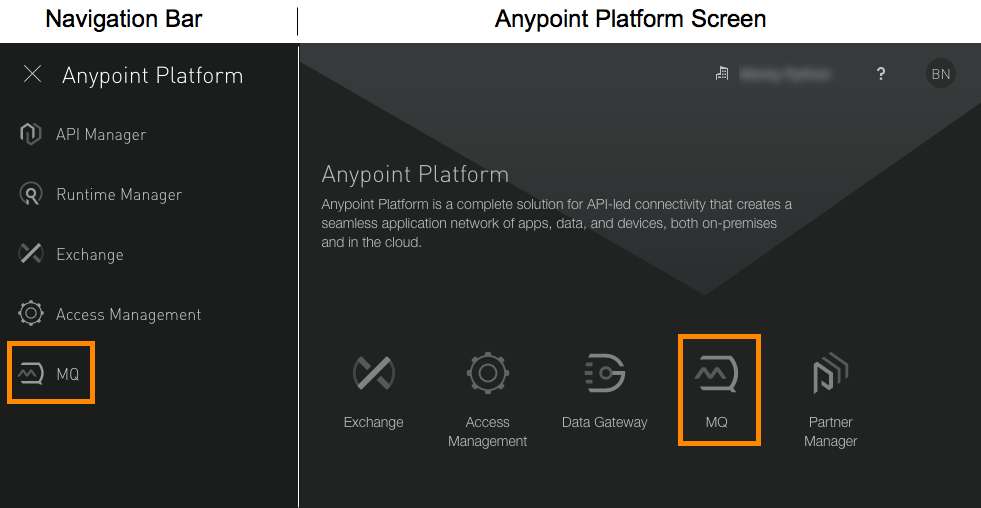 Navigation Bar
Anypoint Platform Screen
Anypoint Platform
API Manager
Runtime Manager
Exchange
Access Management
MQ
?
BN
Anypoint Platform
Anypoint Platform is a complete solution for API-led connectivity that creates a
seamless application network of apps, data, and devices, both on-premises
and in the cloud.
Exchange
Access
Management
Data Gateway
MQ
Partner
Manager